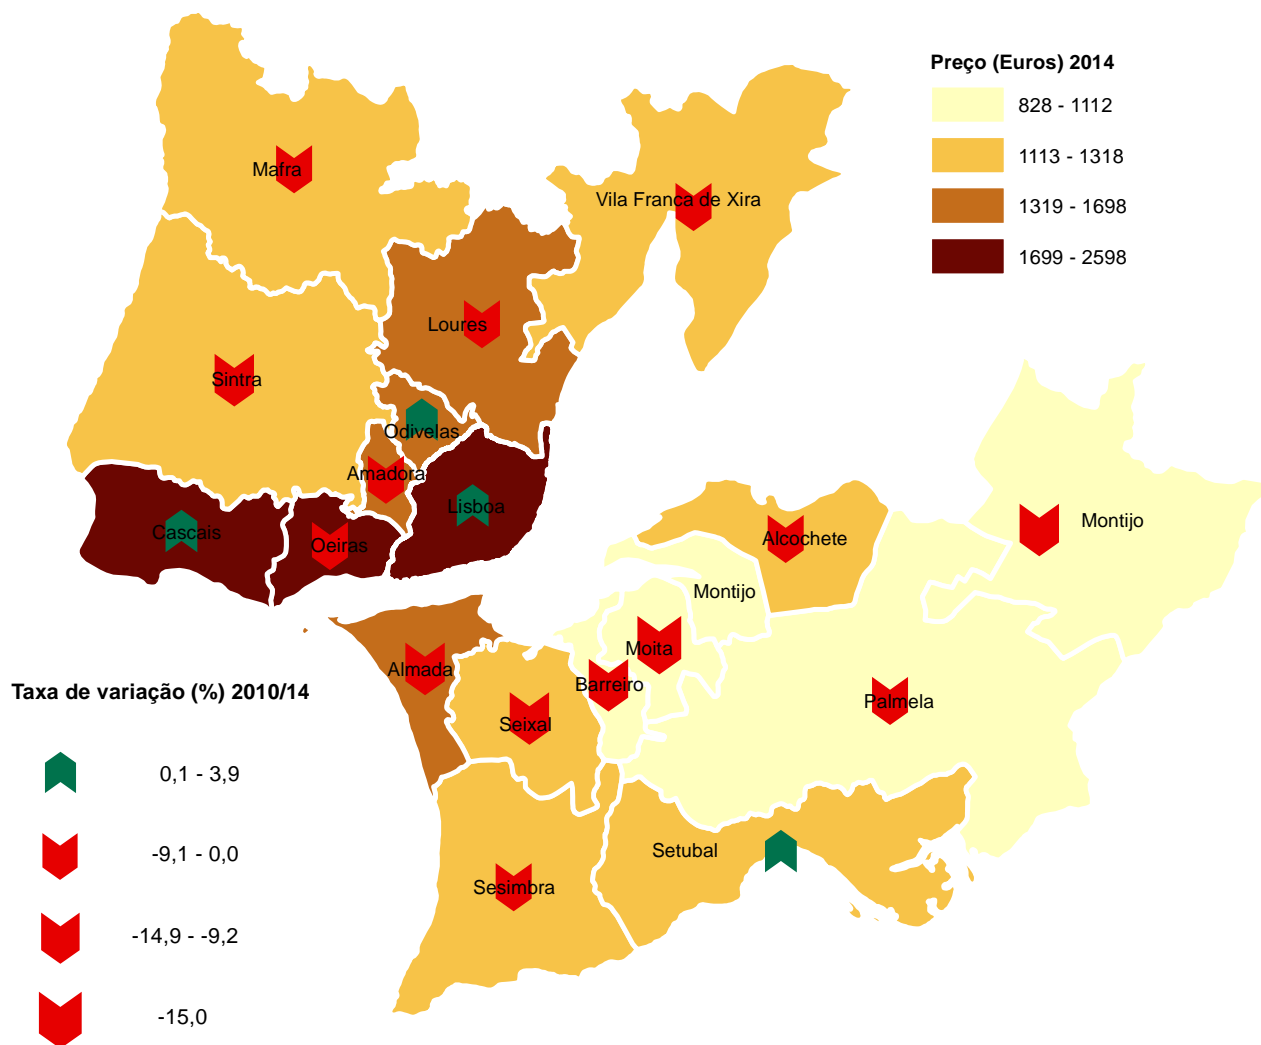 Preço (Euros) 2014
828 - 1112
1113 - 1318
1319 - 1698
1699 - 2598
Mafra
Vila Franca de Xira
Loures
Sintra
Odivelas
Amadora
Lisboa
Cascais
Oeiras
Alcochete
Montijo
Montijo
Moita
Almada
Barreiro
Palmela
Seixal
Setubal
Sesimbra
Taxa de variação (%) 2010/14
0,1 - 3,9
-9,1 - 0,0
-14,9 - -9,2
-15,0